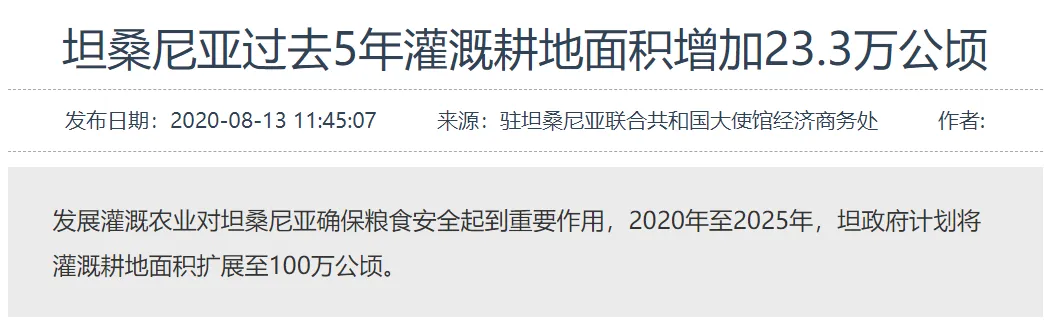 坦桑尼亚过去5年灌溉耕地面积增加23.3万公顷
发布日期：2020-08-13 11:45:07 来源：驻坦桑尼亚联合共和国大使馆经济商务处 作者:
发展灌溉农业对坦桑尼亚确保粮食安全起到重要作用，2020年至2025年，坦政府计划将
灌溉耕地面积扩展至100万公顷。